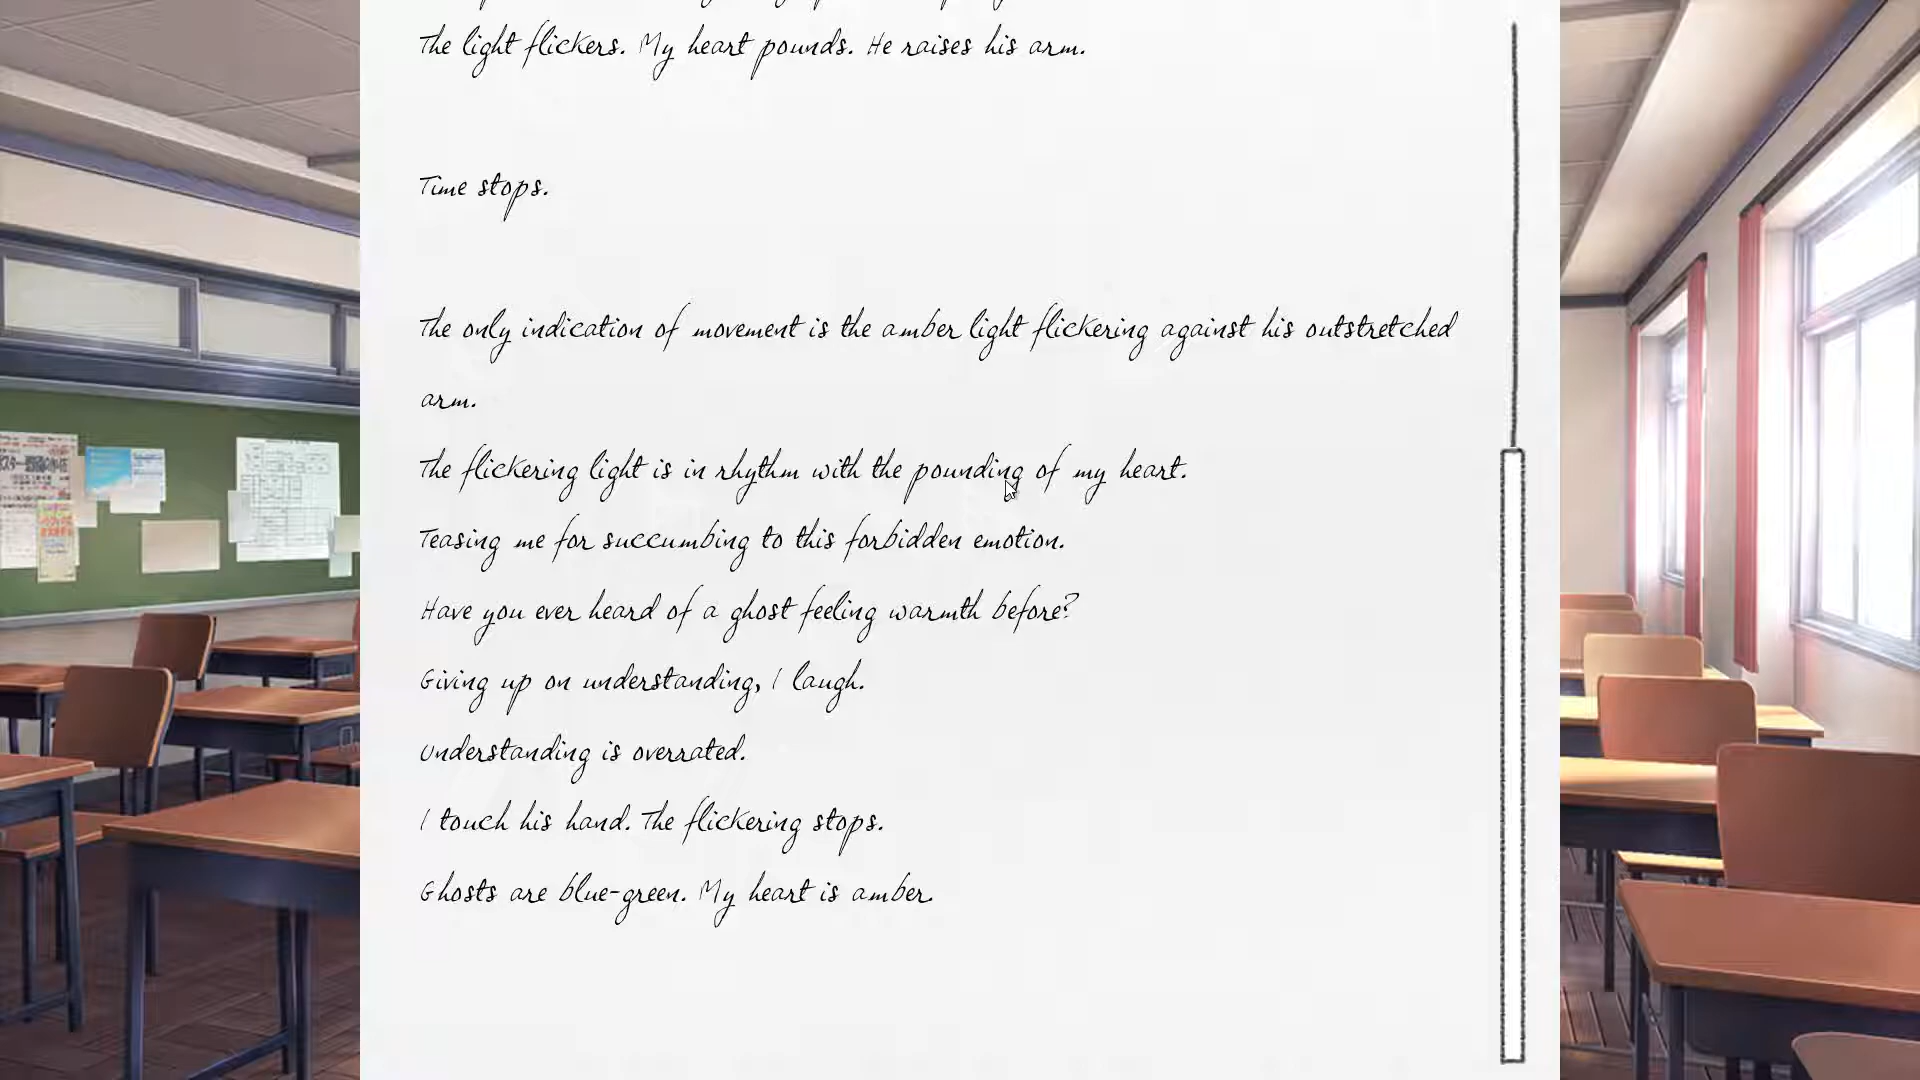 The light flickers. My heart pounds. He raises his arm.
Time stops.
The only indication of movement is the amber light flickering against his outstretched
arm.
The flickering light is in rhythm with the pounding of my heart.
Teasing me for succumbing to this forbidden emotion.
Have you ever heard of a ghost feeling warmth before?
Giving up on understanding, I laugh.
Understanding is overrated.
I touch his hand. The flickering stops.
Ghosts are blue-green. My heart is amber.